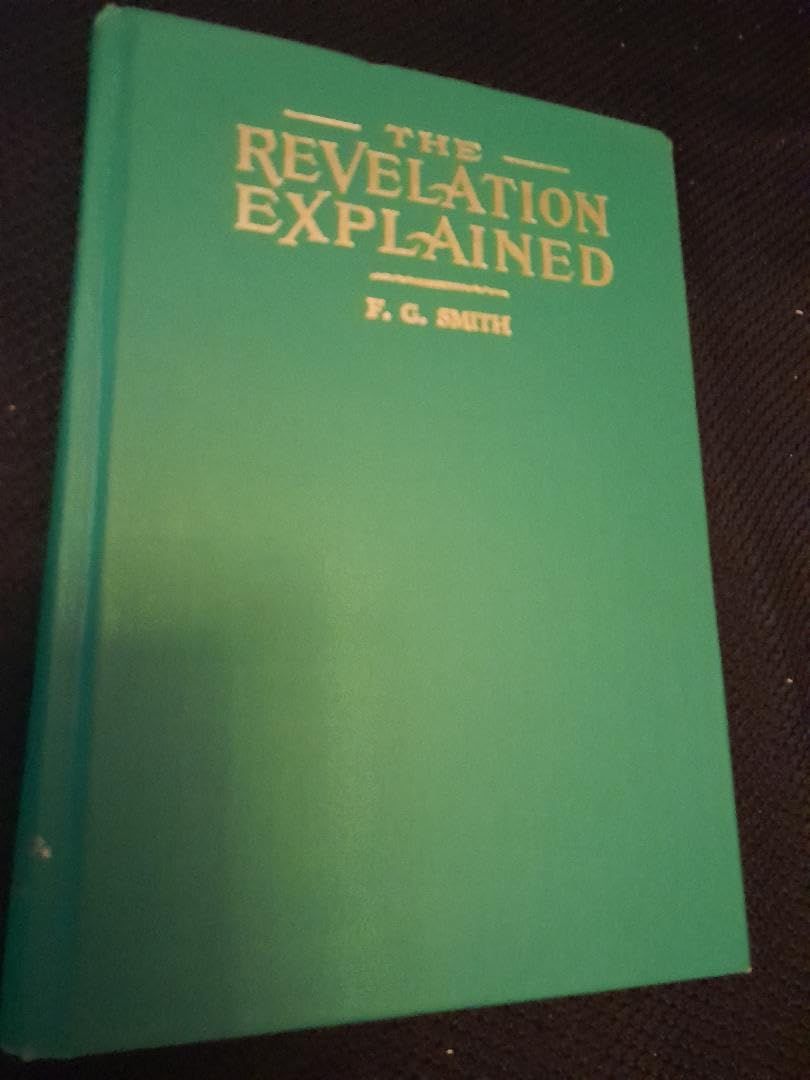 THE
REVELATION
EXPLAINED
F. G. SMITH